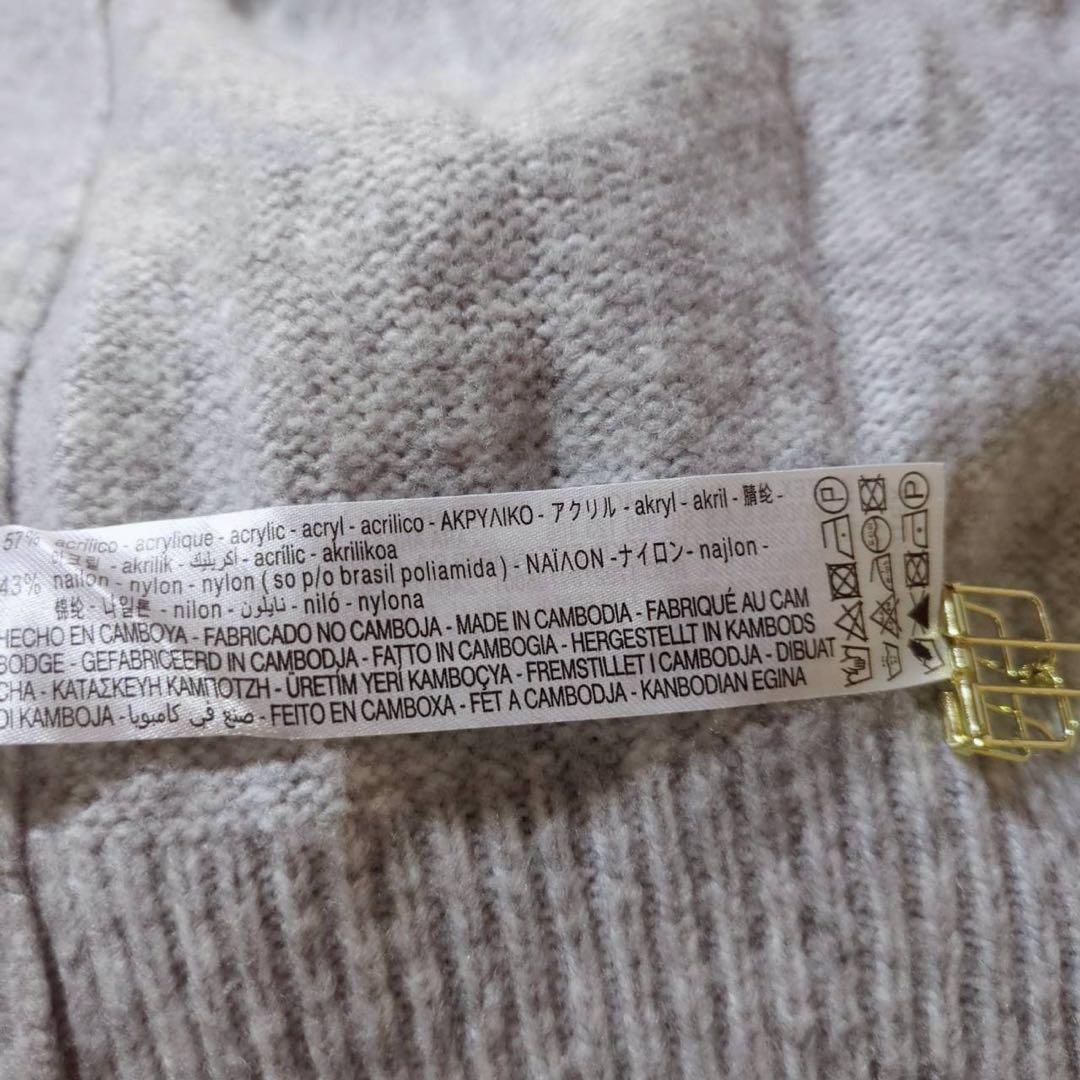 57% acrilico - acrylique - acrylic - acryl - acrilico - ΑΚΡΥΛΙΚΟ - アクリル - akryl - akril - 腈纶 -
아크릴 - akrilik - اكريليك - acrílic - akrilikoa
43% nailon - nylon - nylon ( so p/o brasil poliamida ) - ΝΑΪΛΟΝ - ナイロン - najlon -
锦纶 - 나일론 - nilon - نايلون - niló - nylona
HECHO EN CAMBOYA - FABRICADO NO CAMBOJA - MADE IN CAMBODIA - FABRIQUÉ AU CAM
BODGE - GEFABRICEERD IN CAMBODJA - FATTO IN CAMBOGIA - HERGESTELLT IN KAMBODS
CHA - ΚΑΤΑΣΚΕΥΗ ΚΑΜΠΟΤΖΗ - ÜRETİM YERİ KAMBOÇYA - FREMSTILLET I CAMBODJA - DIBUAT
DI KAMBOJA - صنع في كامبوديا - FEITO EN CAMBOXA - FET A CAMBODJA - KANBODIAN EGINA